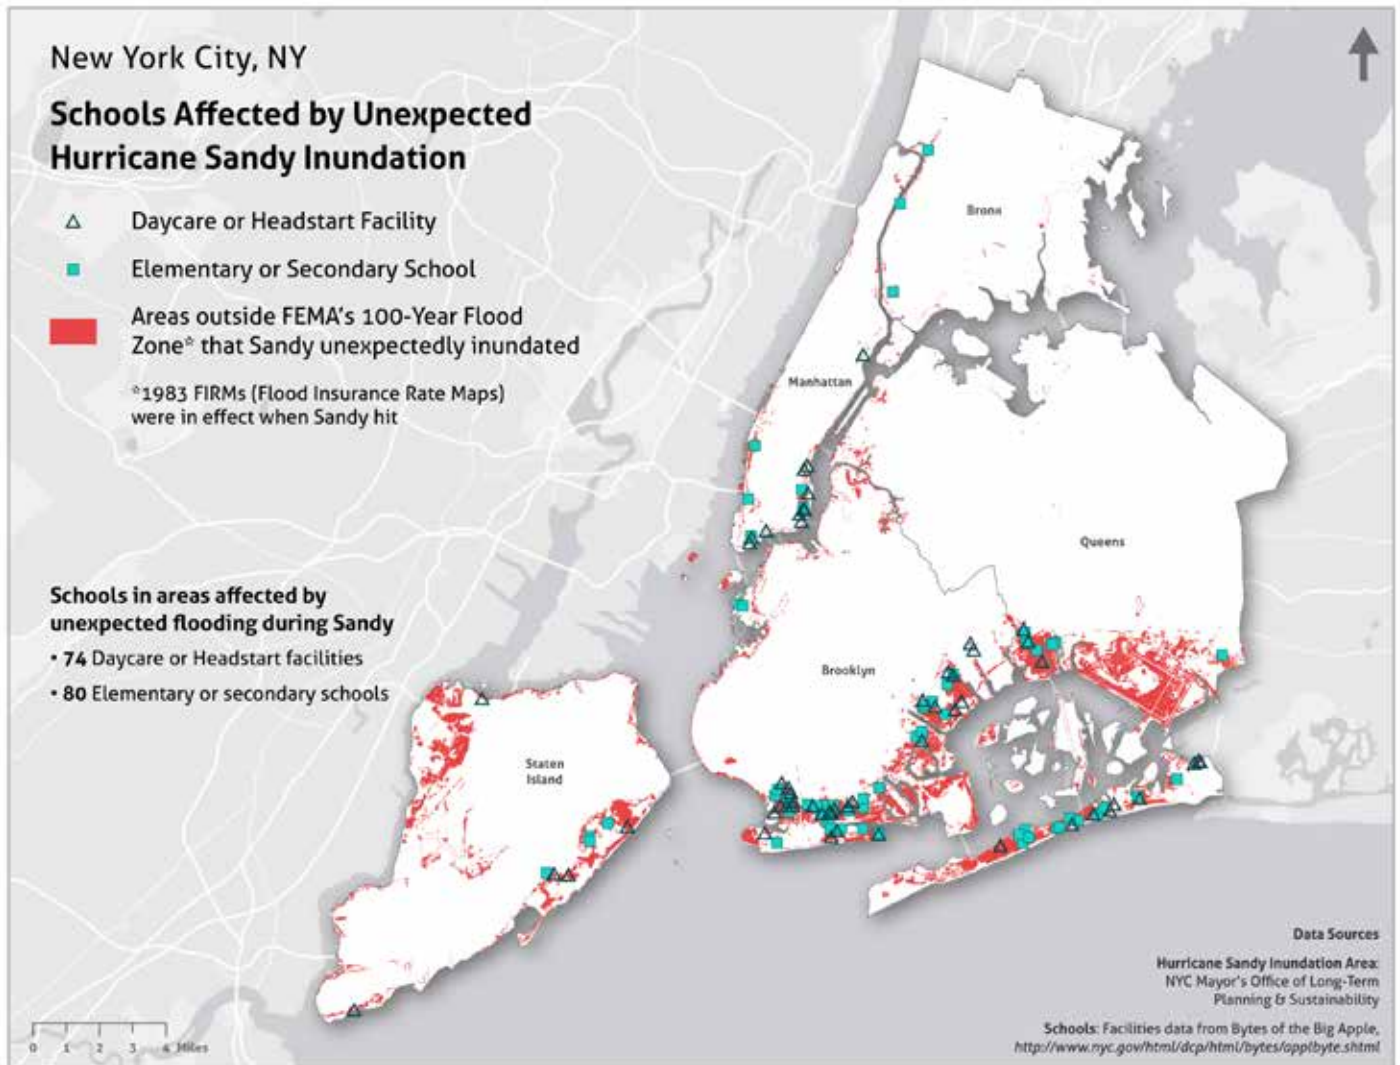 New York City, NY
Schools Affected by Unexpected
Hurricane Sandy Inundation
Daycare or Headstart Facility
Elementary or Secondary School
Areas outside FEMA's 100-Year Flood
Zone* that Sandy unexpectedly inundated
*1983 FIRMs (Flood Insurance Rate Maps)
were in effect when Sandy hit
Schools in areas affected by
unexpected flooding during Sandy
• 74 Daycare or Headstart facilities
• 80 Elementary or secondary schools
Bronx
Manhattan
Queens
Brooklyn
Staten
Island
0 1 2 3 4 Miles
Data Sources
Hurricane Sandy Inundation Area:
NYC Mayor's Office of Long-Term
Planning & Sustainability
Schools: Facilities data from Bytes of the Big Apple,
http://www.nyc.gov/html/dcp/html/bytes/applbyte.shtml